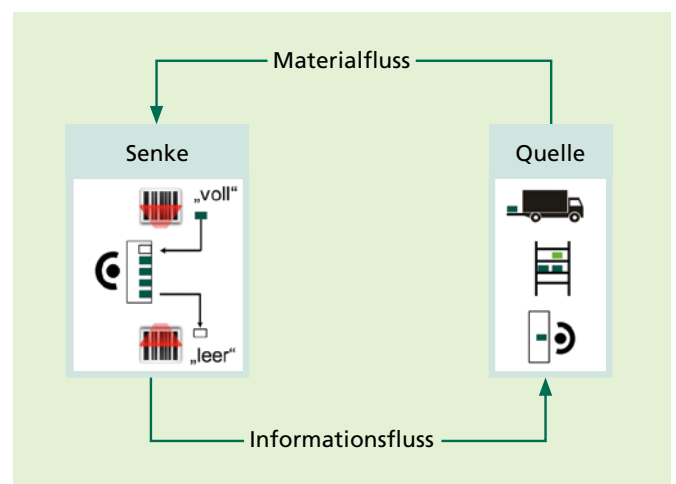 Materialfluss
Senke
Quelle
„voll“
„leer“
Informationsfluss